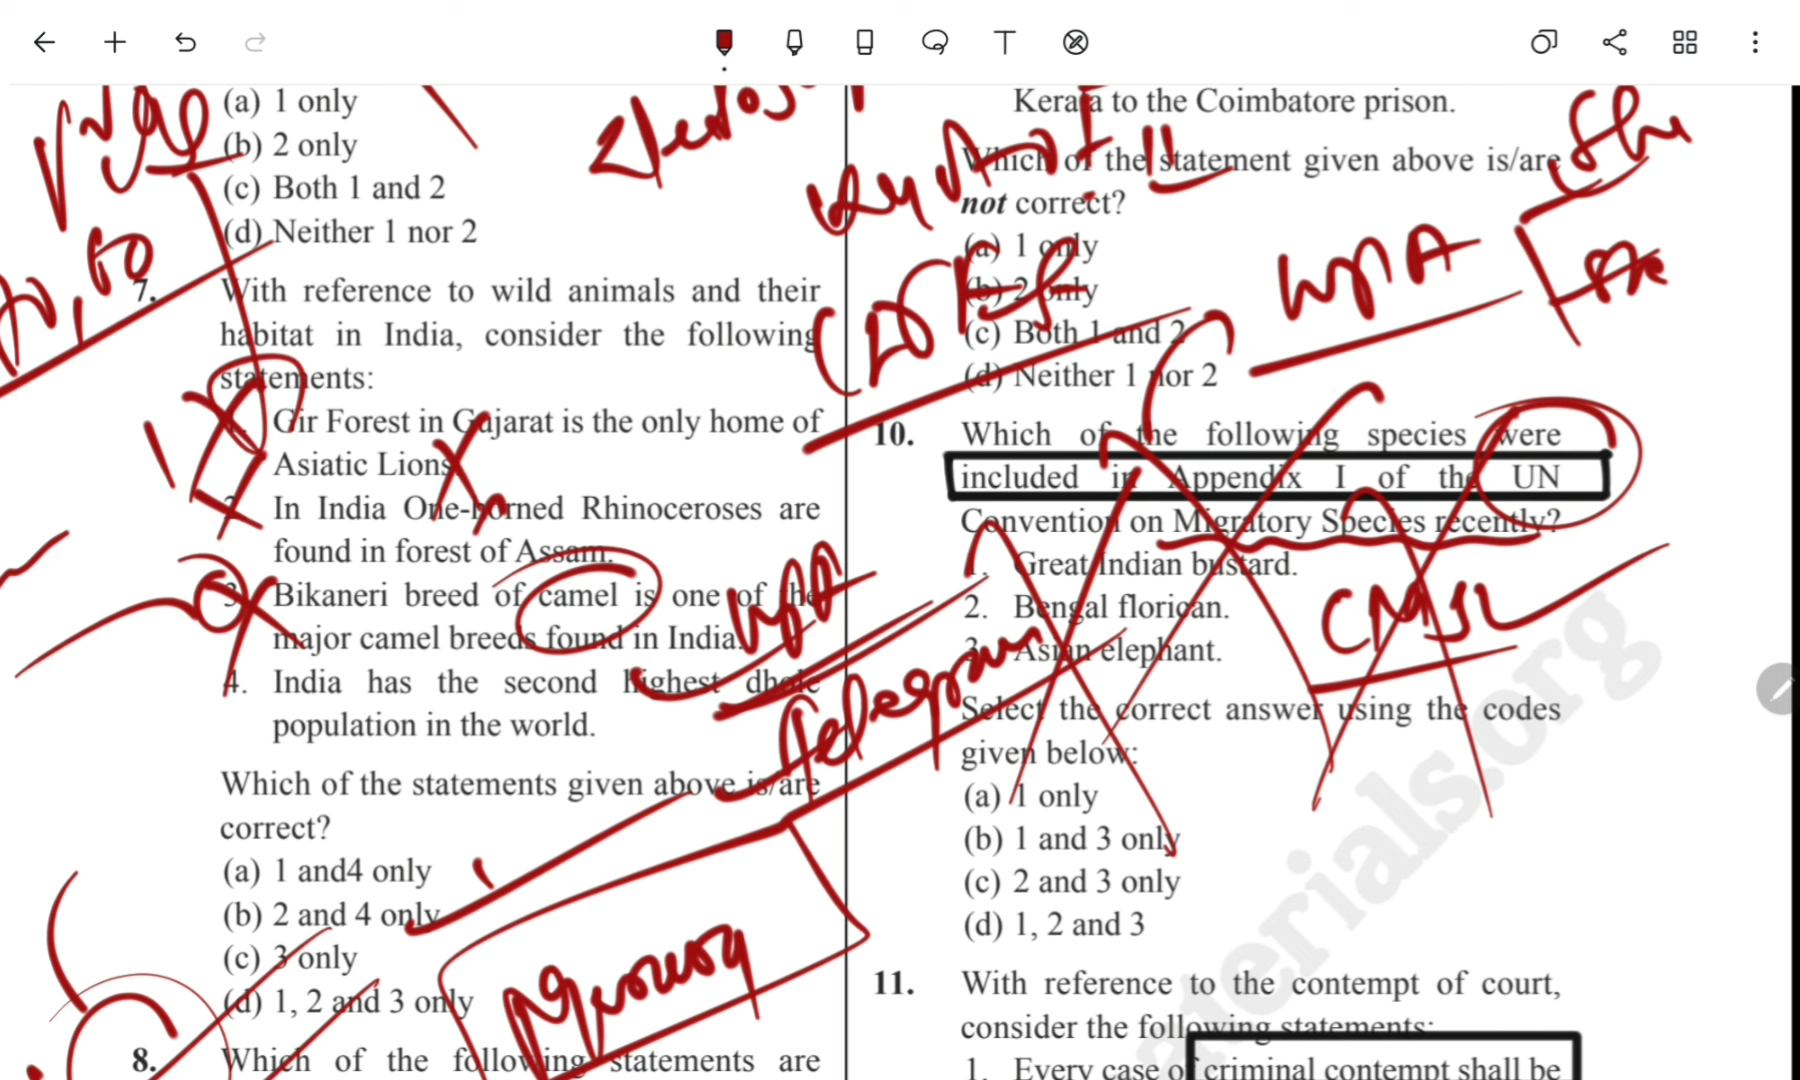 (a) 1 only
(b) 2 only
(c) Both 1 and 2
(d) Neither 1 nor 2
7. With reference to wild animals and their
habitat in India, consider the following
statements:
Gir Forest in Gujarat is the only home of
Asiatic Lions
2. In India One-horned Rhinoceroses are
found in forest of Assam.
3. Bikaneri breed of camel is one of the
major camel breeds found in India.
4. India has the second highest dhole
population in the world.
Which of the statements given above is/are
correct?
(a) 1 and4 only
(b) 2 and 4 only
(c) 3 only
(d) 1, 2 and 3 only
8. Which of the following statements are
Kerala to the Coimbatore prison.
Which of the statement given above is/are
not correct?
(a) 1 only
(b) 2 only
(c) Both 1 and 2
(d) Neither 1 nor 2
10. Which of the following species were
included in Appendix I of the UN
Convention on Migratory Species recently?
1. Great Indian bustard.
2. Bengal florican.
3. Asian elephant.
Select the correct answer using the codes
given below:
(a) 1 only
(b) 1 and 3 only
(c) 2 and 3 only
(d) 1, 2 and 3
11. With reference to the contempt of court,
consider the following statements:
1. Every case of criminal contempt shall be
Telegram
WPA
aterials.org